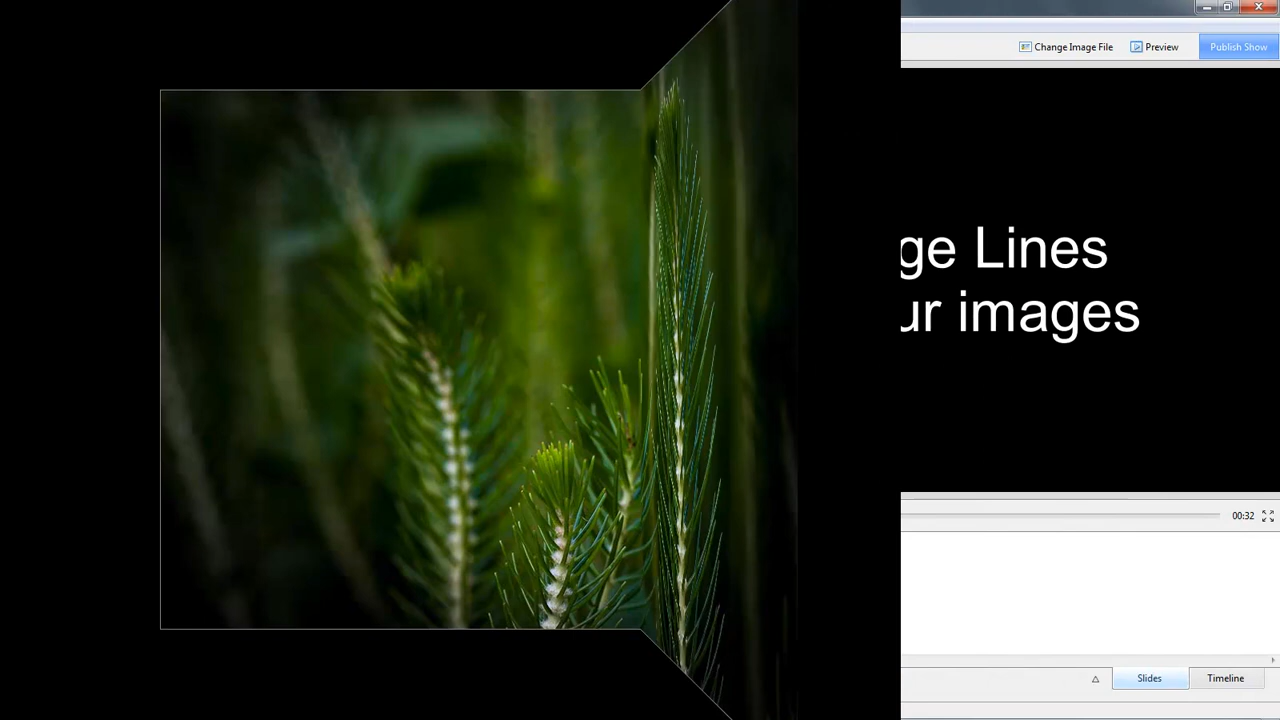 Change Image File Preview Publish Show
ge Lines
ur images
00:32
Slides Timeline